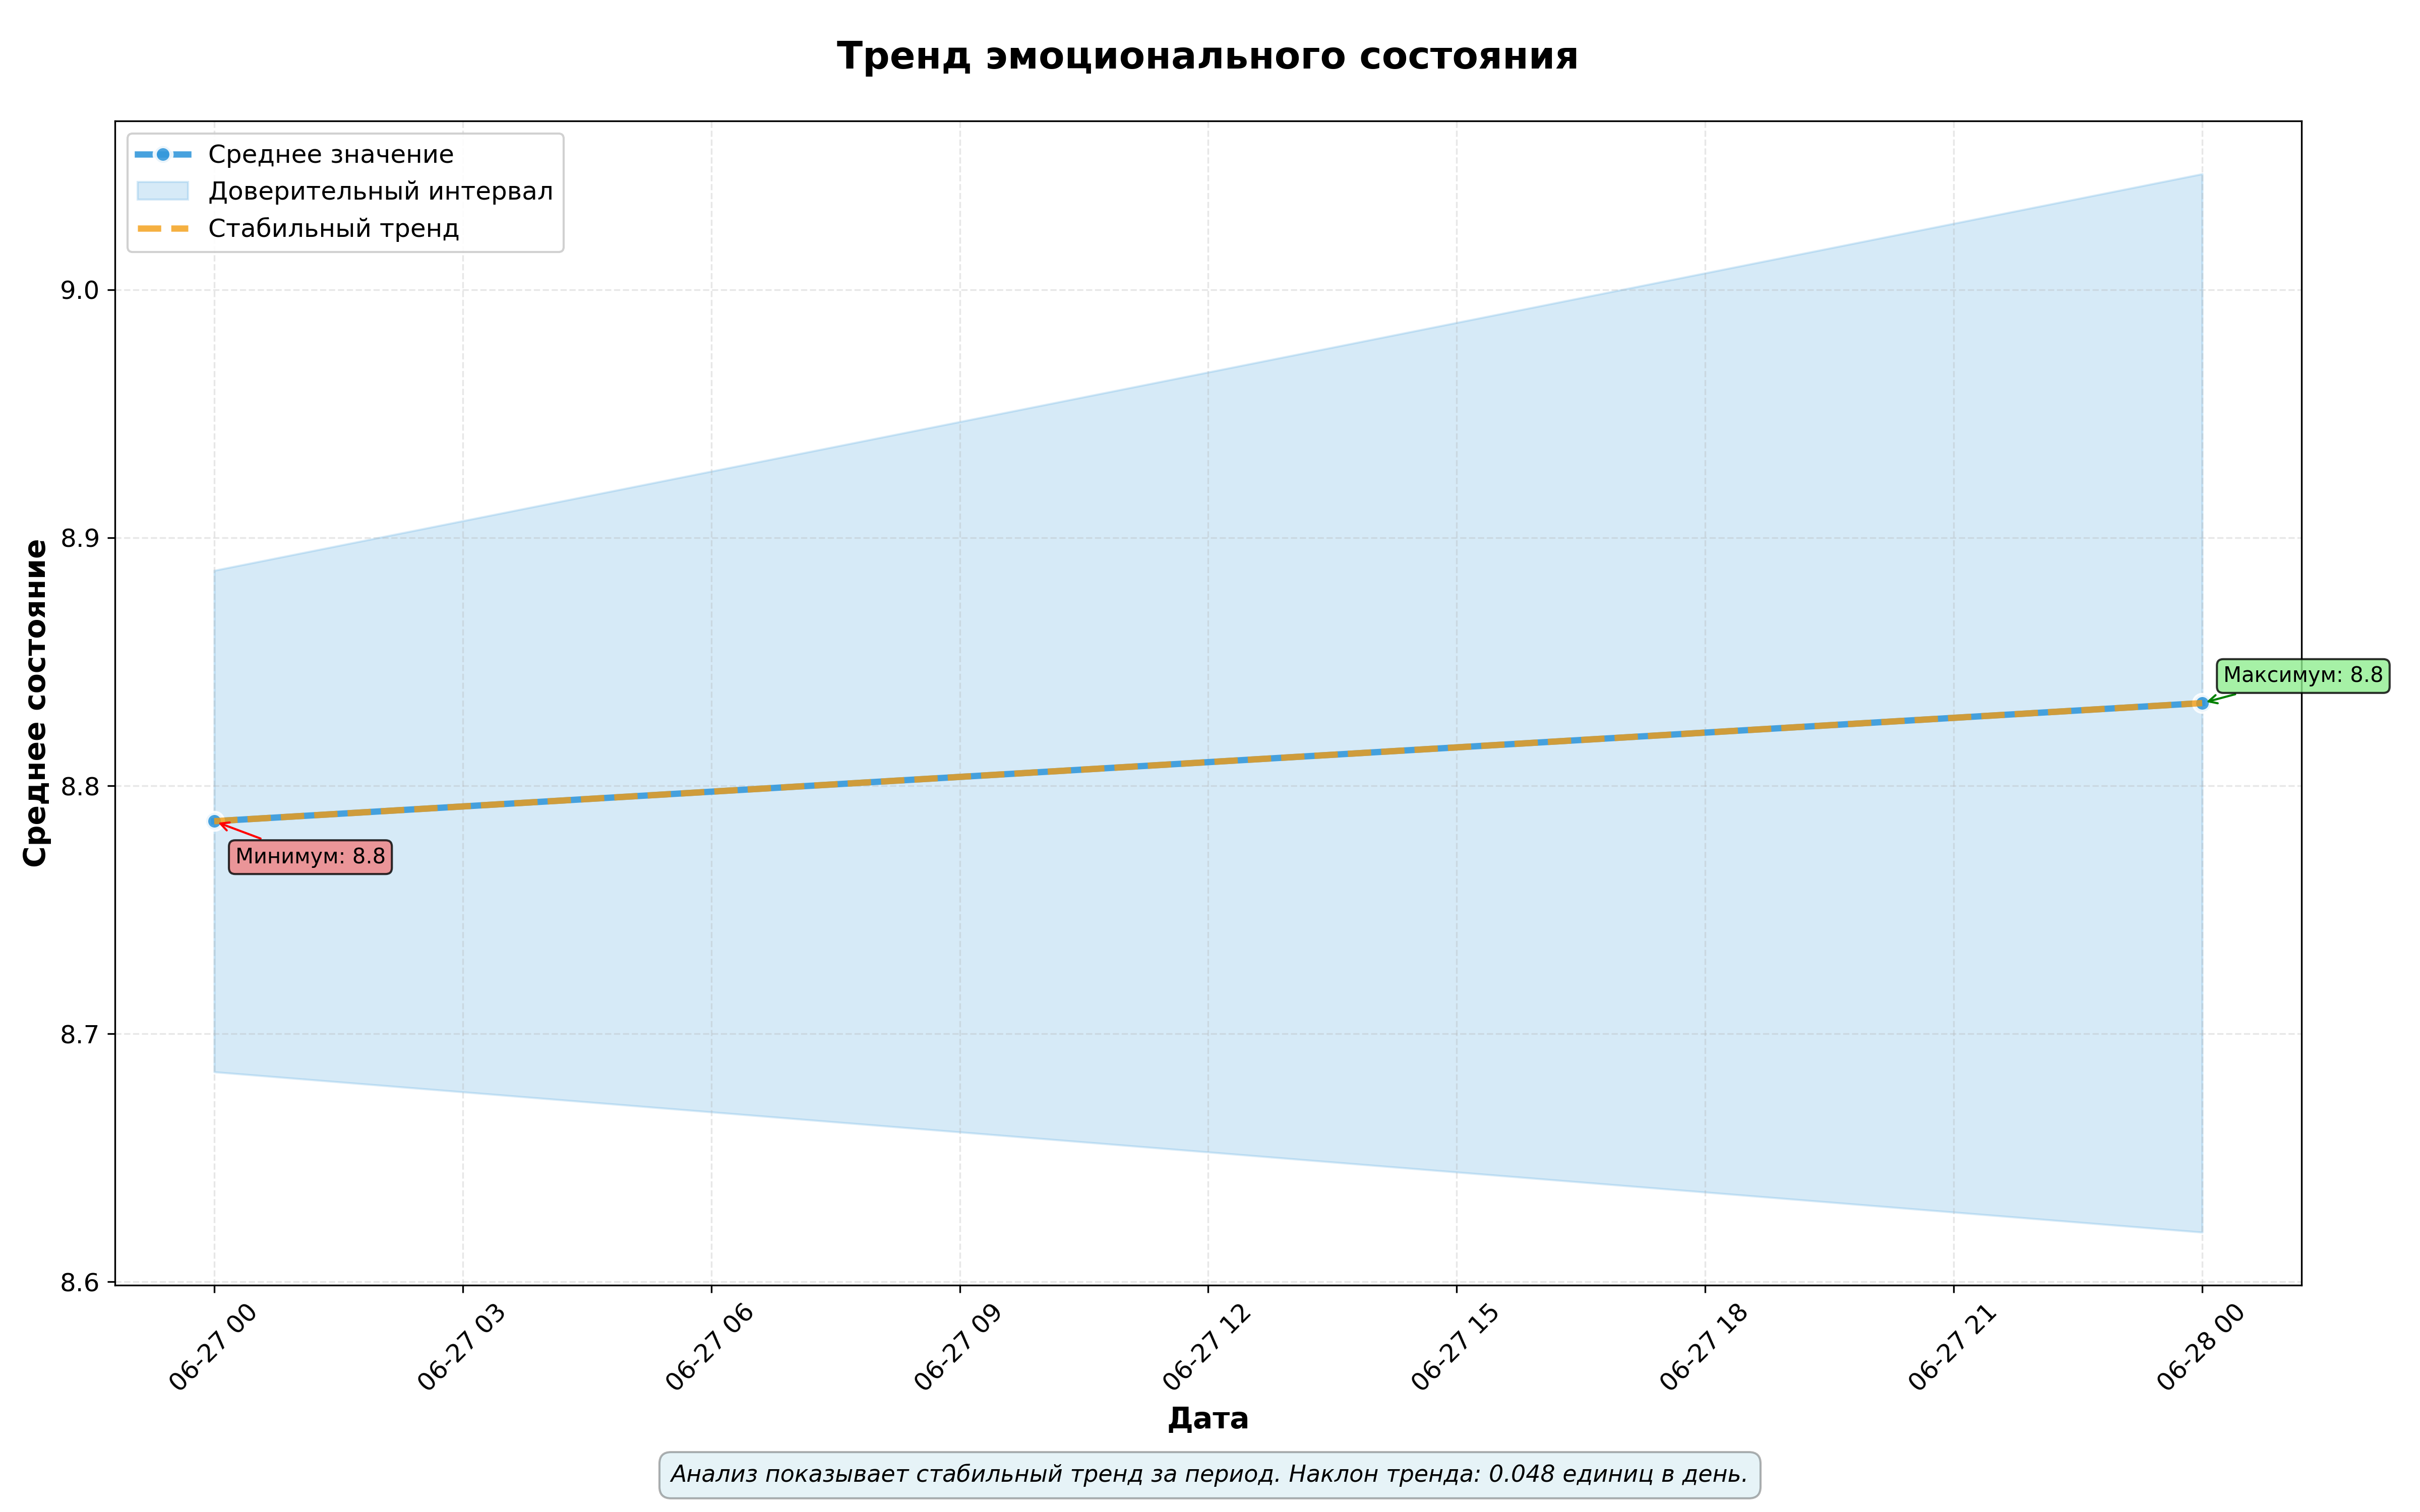 Тренд эмоционального состояния
Среднее значение
Доверительный интервал
Стабильный тренд
Среднее состояние
9.0
8.9
8.8
8.7
8.6
Максимум: 8.8
Минимум: 8.8
06-27 00
06-27 03
06-27 06
06-27 09
06-27 12
06-27 15
06-27 18
06-27 21
06-28 00
Дата
Анализ показывает стабильный тренд за период. Наклон тренда: 0.048 единиц в день.